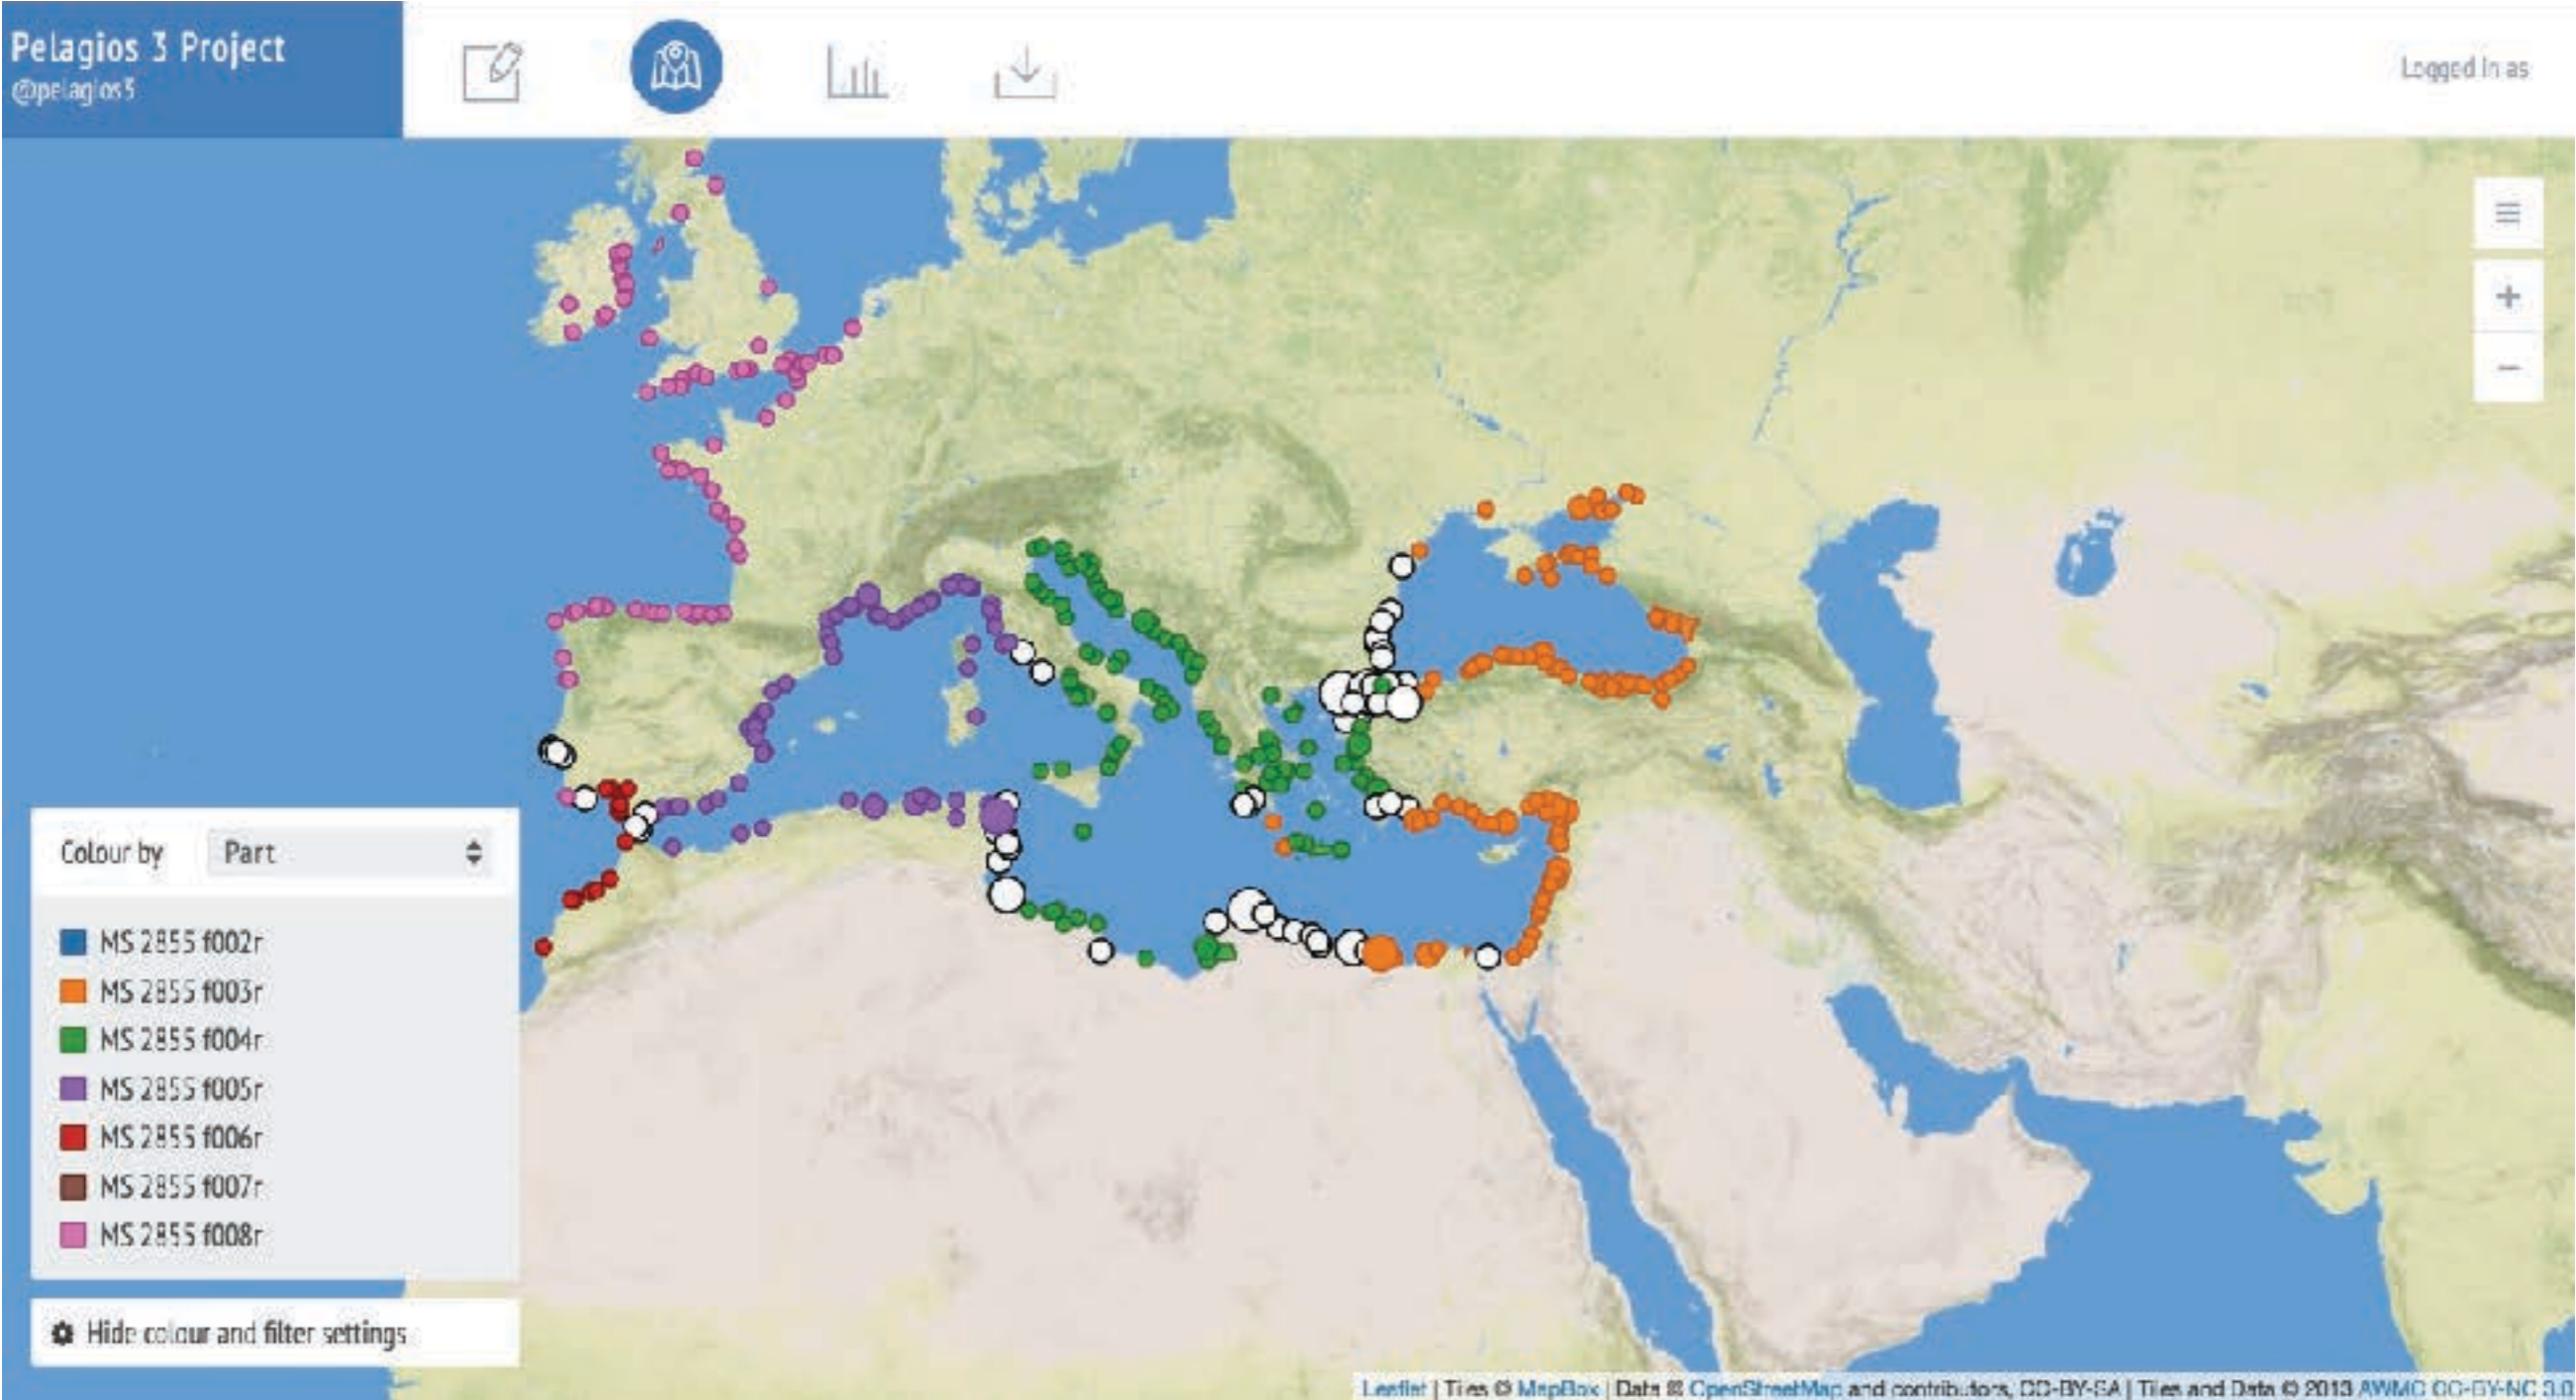 Pelagios 3 Project
@pelagios3
Logged in as
+
−
Colour by Part
MS 2855 f002r
MS 2855 f003r
MS 2855 f004r
MS 2855 f005r
MS 2855 f006r
MS 2855 f007r
MS 2855 f008r
Hide colour and filter settings
Leaflet | Tiles © MapBox | Data © OpenStreetMap and contributors, CC-BY-SA | Tiles and Data © 2013 AWMC CC-BY-NC 3.0